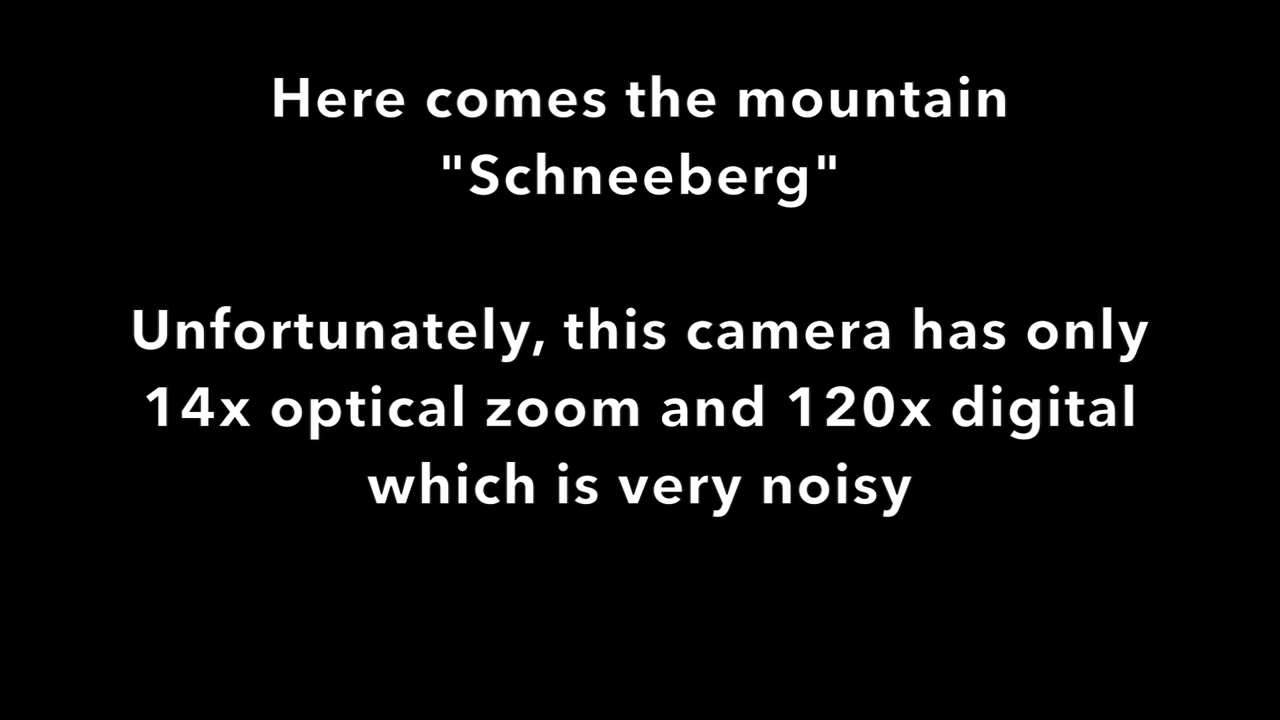 Here comes the mountain
"Schneeberg"
Unfortunately, this camera has only
14x optical zoom and 120x digital
which is very noisy